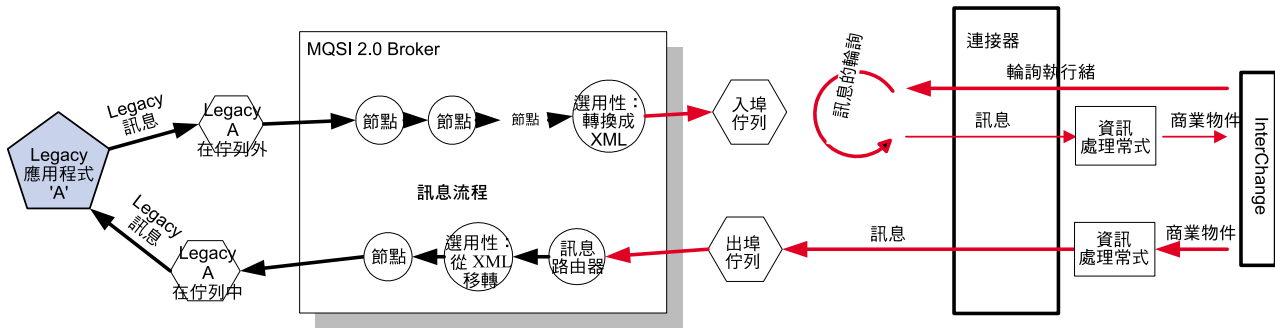 MQSI 2.0 Broker
連接器
Legacy
訊息
Legacy
A
在佇列外
節點
節點
節點
選用性：
轉換成
XML
入埠
佇列
訊息的輪詢
輪詢執行緒
訊息
資訊
處理常式
商業物件
InterChange
Legacy
應用程式
'A'
訊息流程
Legacy
訊息
Legacy
A
在佇列中
節點
選用性：
從 XML
移轉
訊息
路由器
出埠
佇列
訊息
資訊
處理常式
商業物件